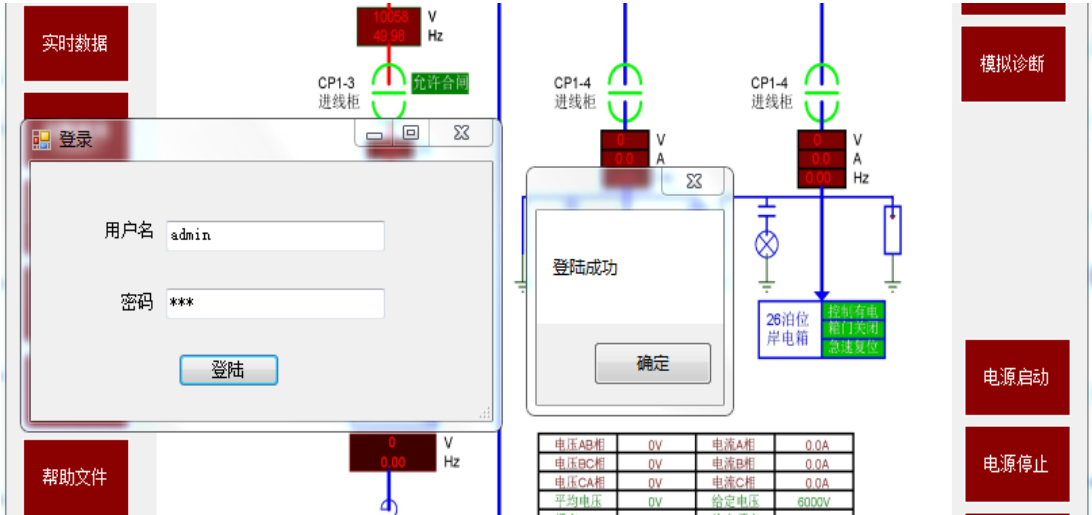 实时数据
10058 V
49.98 Hz
CP1-3
进线柜
允许合闸
CP1-4
进线柜
CP1-4
进线柜
模拟诊断
登录
用户名 admin
密码 ***
登陆
0 V
0.0 A
登陆成功
确定
0 V
0.0 A
0.00 Hz
26泊位
岸电箱
控制有电
箱门关闭
急速复位
电源启动
电源停止
帮助文件
0 V
0.00 Hz
电压AB相 0V 电流A相 0.0A
电压BC相 0V 电流B相 0.0A
电压CA相 0V 电流C相 0.0A
平均电压 0V 给定电压 6000V